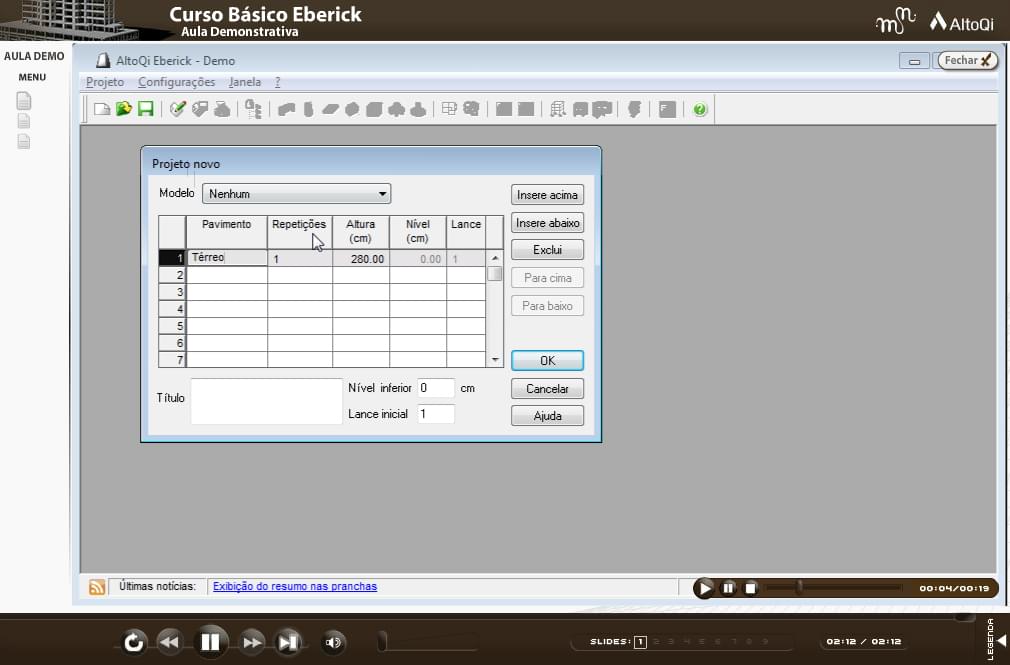 Curso Básico Eberick
Aula Demonstrativa
mn AltoQi
AULA DEMO
MENU
AltoQi Eberick - Demo
Fechar
Projeto Configurações Janela ?
Projeto novo
Modelo Nenhum
Insere acima
Pavimento Repetições Altura (cm) Nível (cm) Lance
Insere abaixo
1 Térreo 1 280.00 0.00 1
Exclui
2
Para cima
3
4
Para baixo
5
6
7
OK
Título
Nível inferior 0 cm
Cancelar
Lance inicial 1
Ajuda
Últimas notícias: Exibição do resumo nas pranchas
00:04/00:19
SLIDES: 1 2 3 4 5 6 7 8 9
02:12 / 02:12
LEGENDA